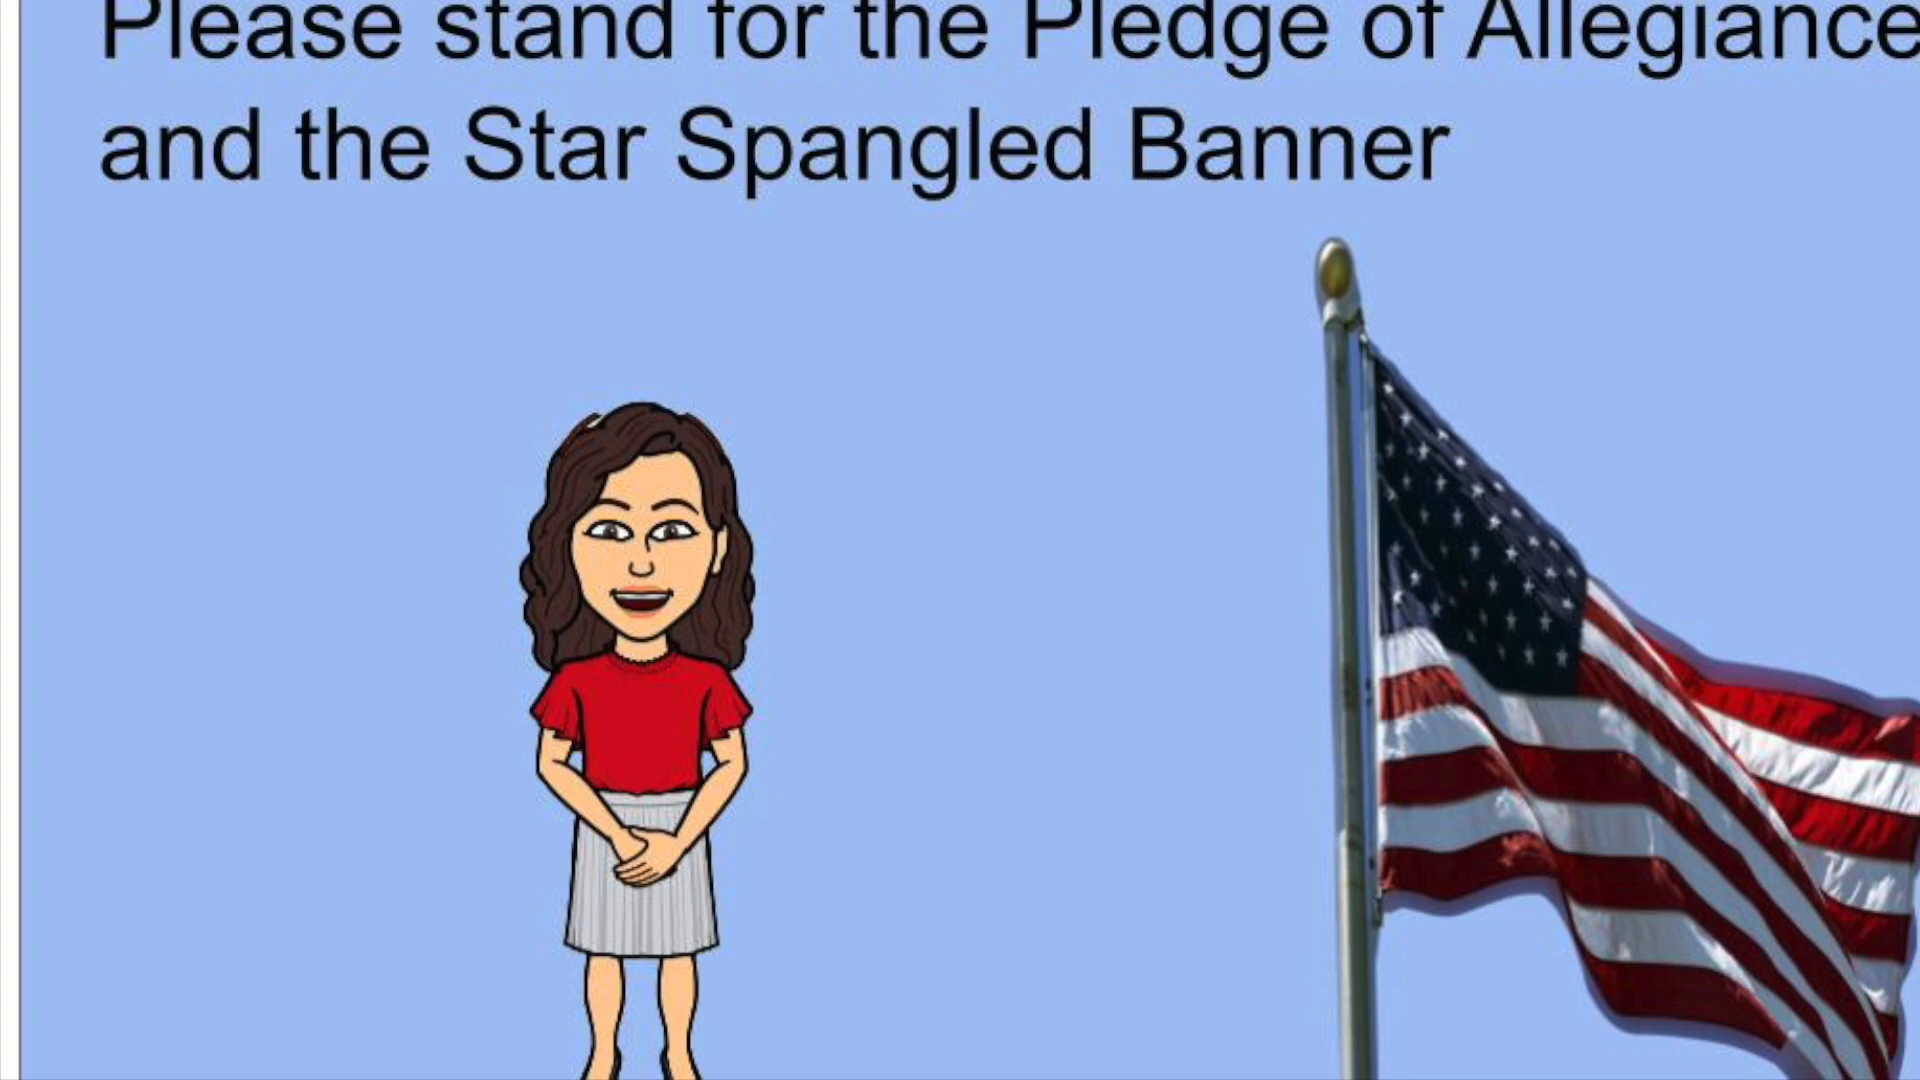 Please stand for the Pledge of Allegiance
and the Star Spangled Banner